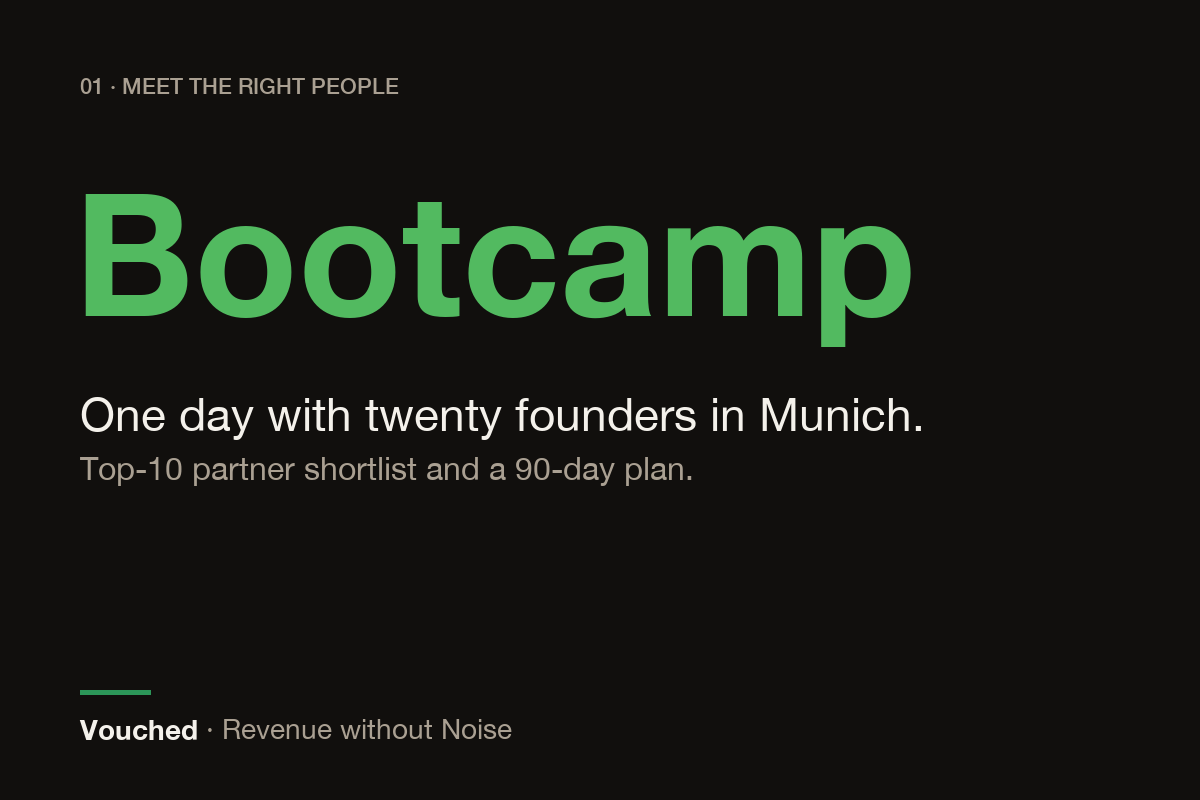 01 · MEET THE RIGHT PEOPLE
Bootcamp
One day with twenty founders in Munich.
Top-10 partner shortlist and a 90-day plan.
Vouched · Revenue without Noise